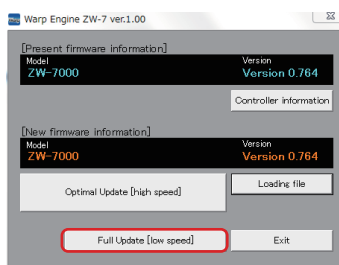 Warp Engine ZW-7 ver.1.00
[Present firmware information]
Model Version
ZW-7000 Version 0.764
Controller information
[New firmware information]
Model Version
ZW-7000 Version 0.764
Optimal Update [high speed] Loading file
Full Update [low speed] Exit